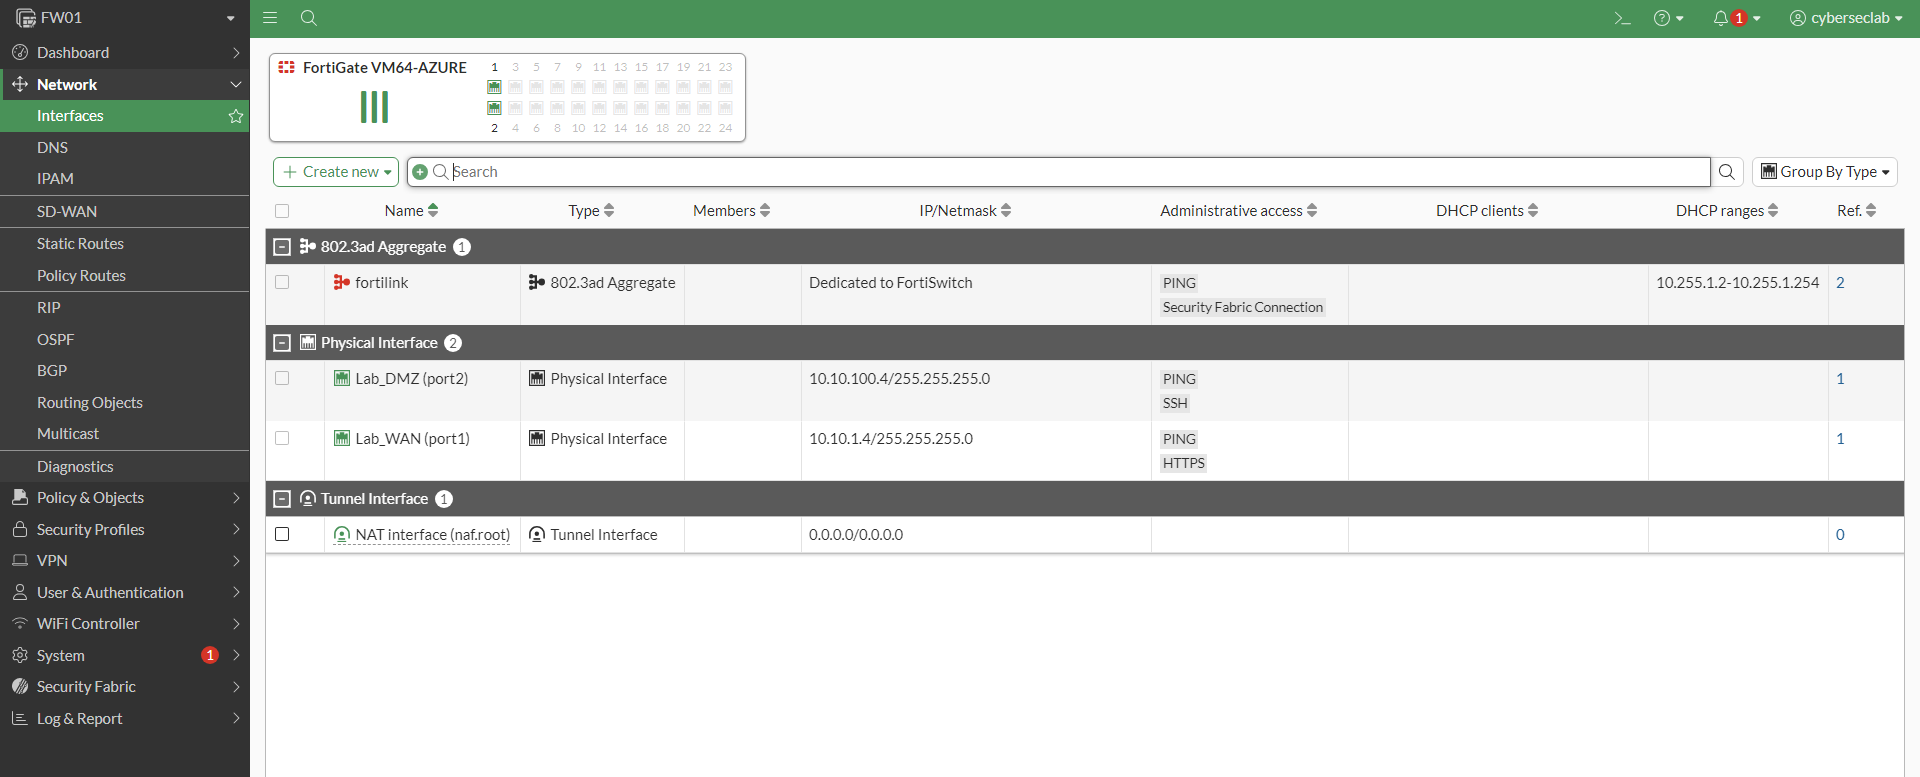 FW01
cyberseclab
1
Dashboard
Network
Interfaces
DNS
IPAM
SD-WAN
Static Routes
Policy Routes
RIP
OSPF
BGP
Routing Objects
Multicast
Diagnostics
Policy & Objects
Security Profiles
VPN
User & Authentication
WiFi Controller
System 1
Security Fabric
Log & Report
FortiGate VM64-AZURE
1 3 5 7 9 11 13 15 17 19 21 23
2 4 6 8 10 12 14 16 18 20 22 24
Create new
Search
Group By Type
Name Type Members IP/Netmask Administrative access DHCP clients DHCP ranges Ref.
802.3ad Aggregate 1
fortilink 802.3ad Aggregate Dedicated to FortiSwitch PING 10.255.1.2-10.255.1.254 2
Security Fabric Connection
Physical Interface 2
Lab_DMZ (port2) Physical Interface 10.10.100.4/255.255.255.0 PING 1
SSH
Lab_WAN (port1) Physical Interface 10.10.1.4/255.255.255.0 PING 1
HTTPS
Tunnel Interface 1
NAT interface (naf.root) Tunnel Interface 0.0.0.0/0.0.0.0 0